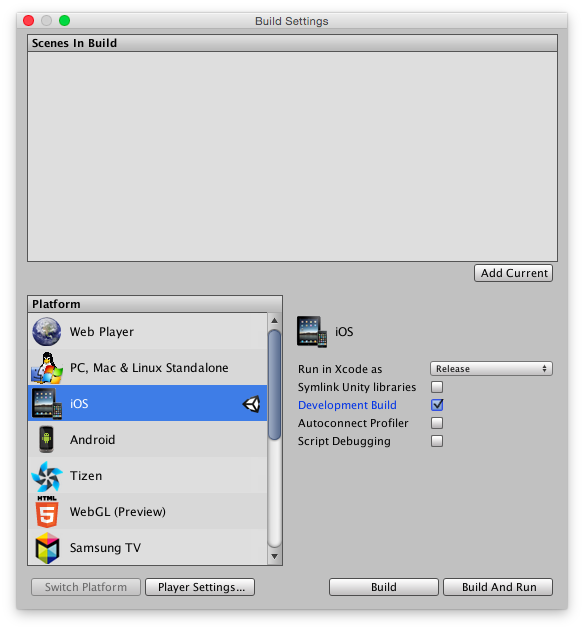 Build Settings
Scenes In Build
Add Current
Platform
Web Player
PC, Mac & Linux Standalone
iOS
Android
Tizen
HTML
5
WebGL (Preview)
Samsung TV
iOS
Run in Xcode as
Release
Symlink Unity libraries
Development Build
Autoconnect Profiler
Script Debugging
Switch Platform
Player Settings...
Build
Build And Run